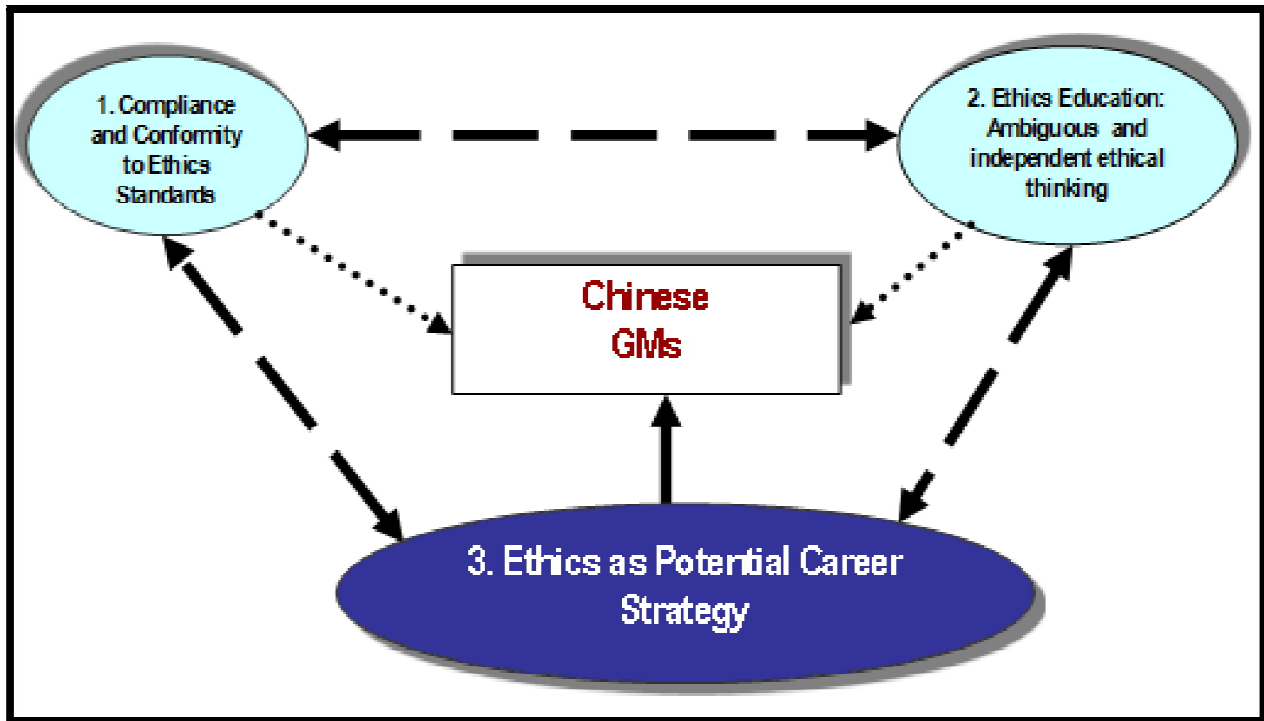 1. Compliance
and Conformity
to Ethics
Standards
2. Ethics Education:
Ambiguous and
independent ethical
thinking
Chinese
GMs
3. Ethics as Potential Career
Strategy